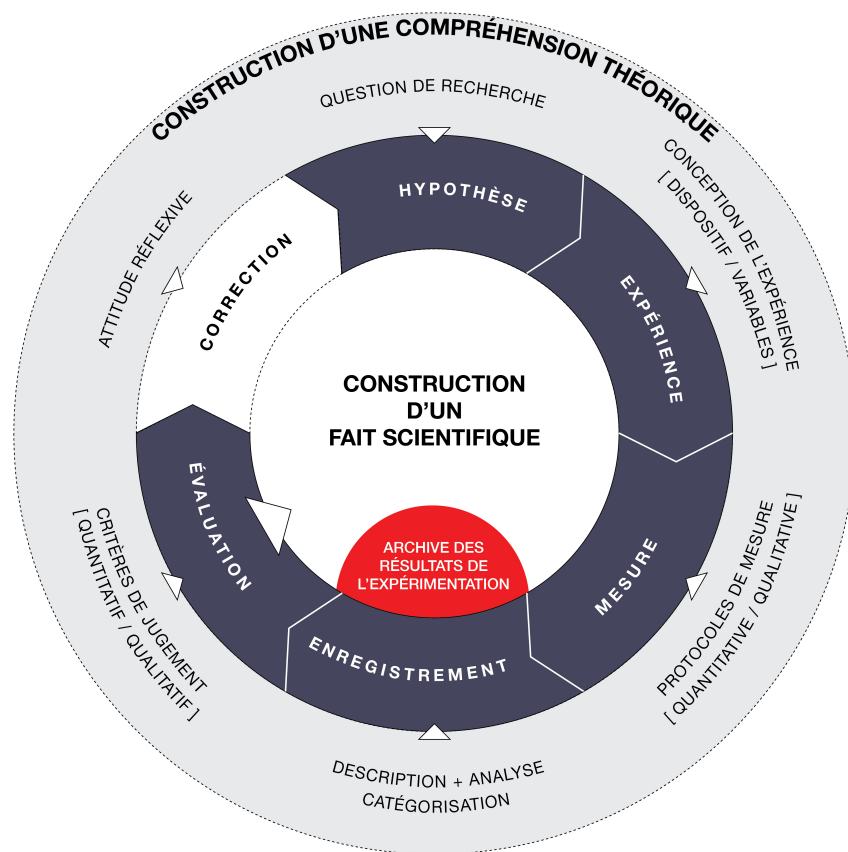 CONSTRUCTION D’UNE COMPRÉHENSION THÉORIQUE
QUESTION DE RECHERCHE
CONCEPTION DE L’EXPÉRIENCE
[ DISPOSITIF / VARIABLES ]
PROTOCOLES DE MESURE
[ QUANTITATIVE / QUALITATIVE ]
DESCRIPTION + ANALYSE
CATÉGORISATION
CRITÈRES DE JUGEMENT
[ QUANTITATIF / QUALITATIF ]
ATTITUDE RÉFLEXIVE
HYPOTHÈSE
EXPÉRIENCE
MESURE
ENREGISTREMENT
ÉVALUATION
CORRECTION
CONSTRUCTION
D’UN
FAIT SCIENTIFIQUE
ARCHIVE DES
RÉSULTATS DE
L’EXPÉRIMENTATION